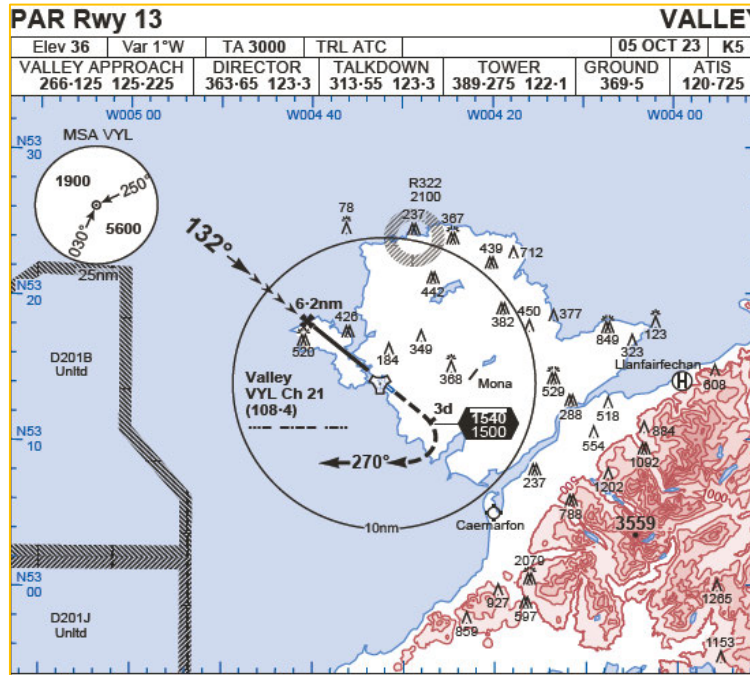 PAR Rwy 13 VALLEY
Elev 36 Var 1°W TA 3000 TRL ATC 05 OCT 23 K5
VALLEY APPROACH DIRECTOR TALKDOWN TOWER GROUND ATIS
266·125 125·225 363·65 123·3 313·55 123·3 389·275 122·1 369·5 120·725
W005 00 W004 40 W004 20 W004 00
N53
30
MSA VYL
1900
250°
030°
5600
25nm
R322
2100
78
237
367
439
712
132°
N53
20
442
6·2nm
426
520
382
450
377
849
123
323
184
349
Llanfairfechan
D201B
Unltd
Valley
VYL Ch 21
(108·4)
368
Mona
529
H
608
288
518
3d
1540
1500
884
554
N53
10
1092
270°
237
1202
1000
788
Caernarfon
10nm
3559
2079
N53
00
927
597
1265
D201J
Unltd
859
1153